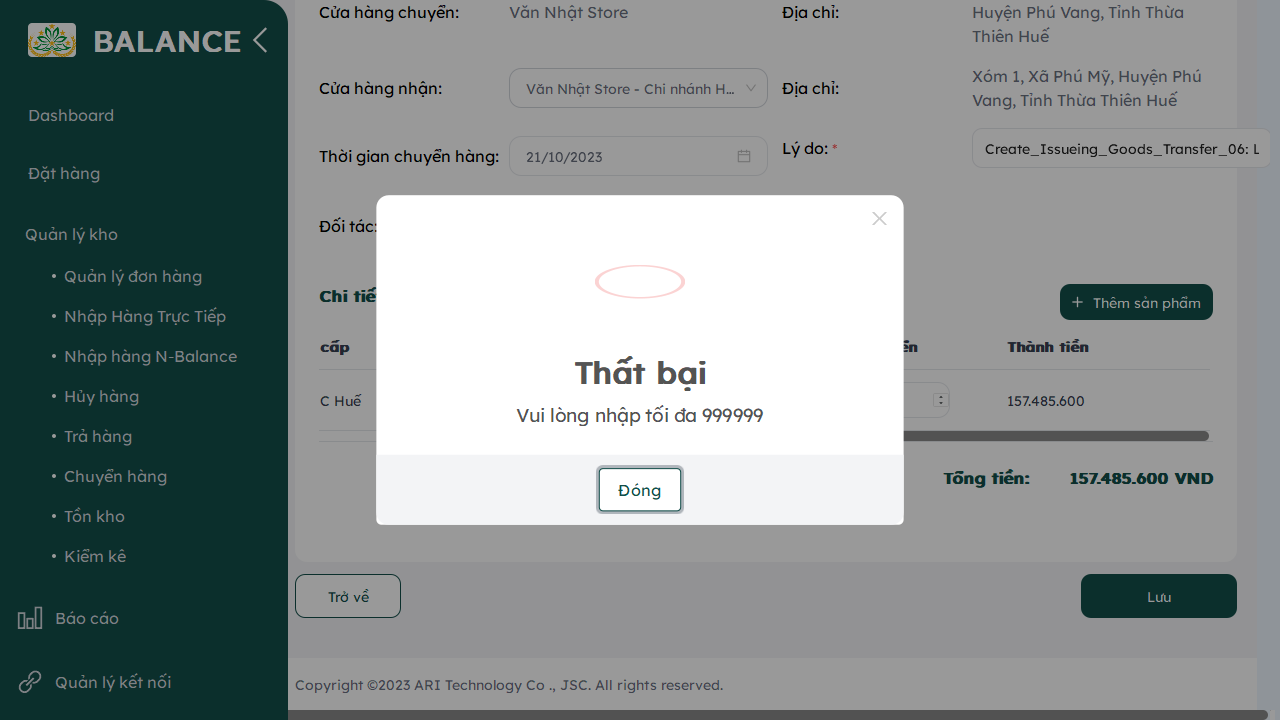 BALANCE
Dashboard
Đặt hàng
Quản lý kho
Quản lý đơn hàng
Nhập Hàng Trực Tiếp
Nhập hàng N-Balance
Hủy hàng
Trả hàng
Chuyển hàng
Tồn kho
Kiểm kê
Báo cáo
Quản lý kết nối
Cửa hàng chuyển:
Văn Nhật Store
Địa chỉ:
Huyện Phú Vang, Tỉnh Thừa
Thiên Huế
Cửa hàng nhận:
Văn Nhật Store - Chi nhánh H...
Địa chỉ:
Xóm 1, Xã Phú Mỹ, Huyện Phú
Vang, Tỉnh Thừa Thiên Huế
Thời gian chuyển hàng:
21/10/2023
Lý do: *
Create_Issueing_Goods_Transfer_06: L
Đối tác:
Chi tiế
Thêm sản phẩm
cấp
Thành tiền
C Huế
157.485.600
Tổng tiền:
157.485.600 VND
Thất bại
Vui lòng nhập tối đa 999999
Đóng
Trở về
Lưu
Copyright ©2023 ARI Technology Co ., JSC. All rights reserved.